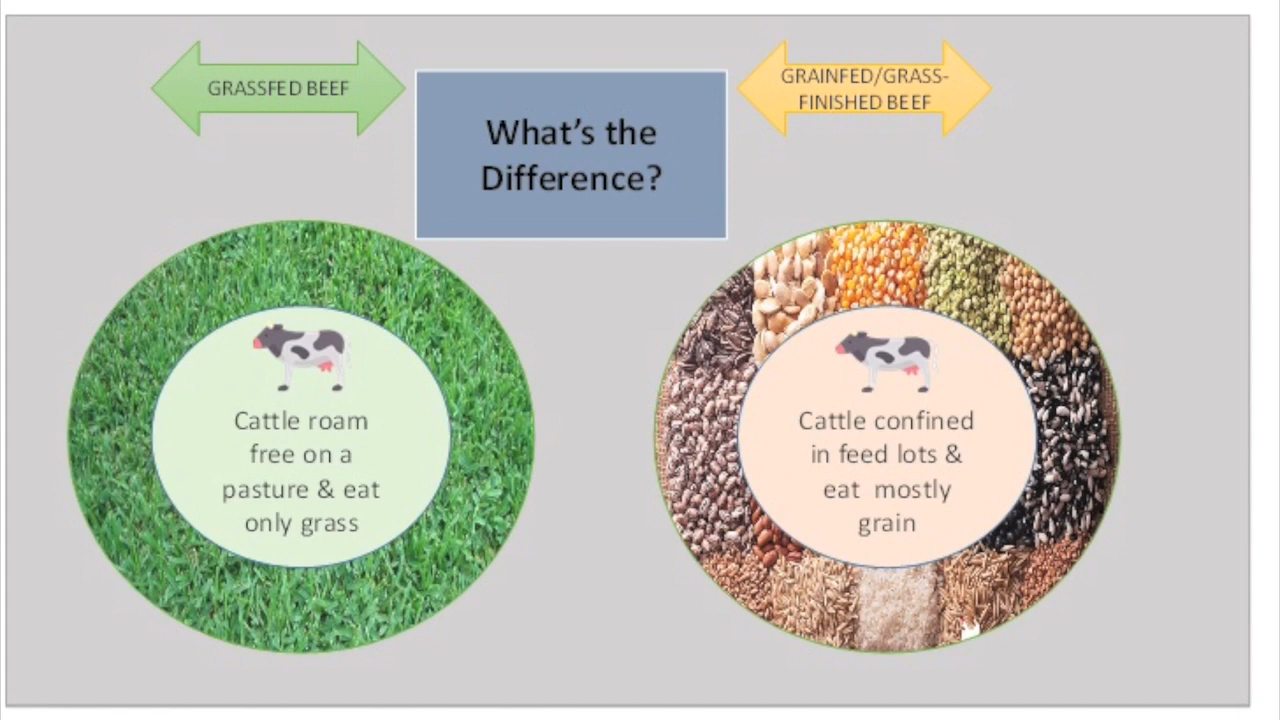 GRASSFED BEEF
What's the
Difference?
GRAINFED/GRASS-
FINISHED BEEF
Cattle roam
free on a
pasture & eat
only grass
Cattle confined
in feed lots &
eat mostly
grain